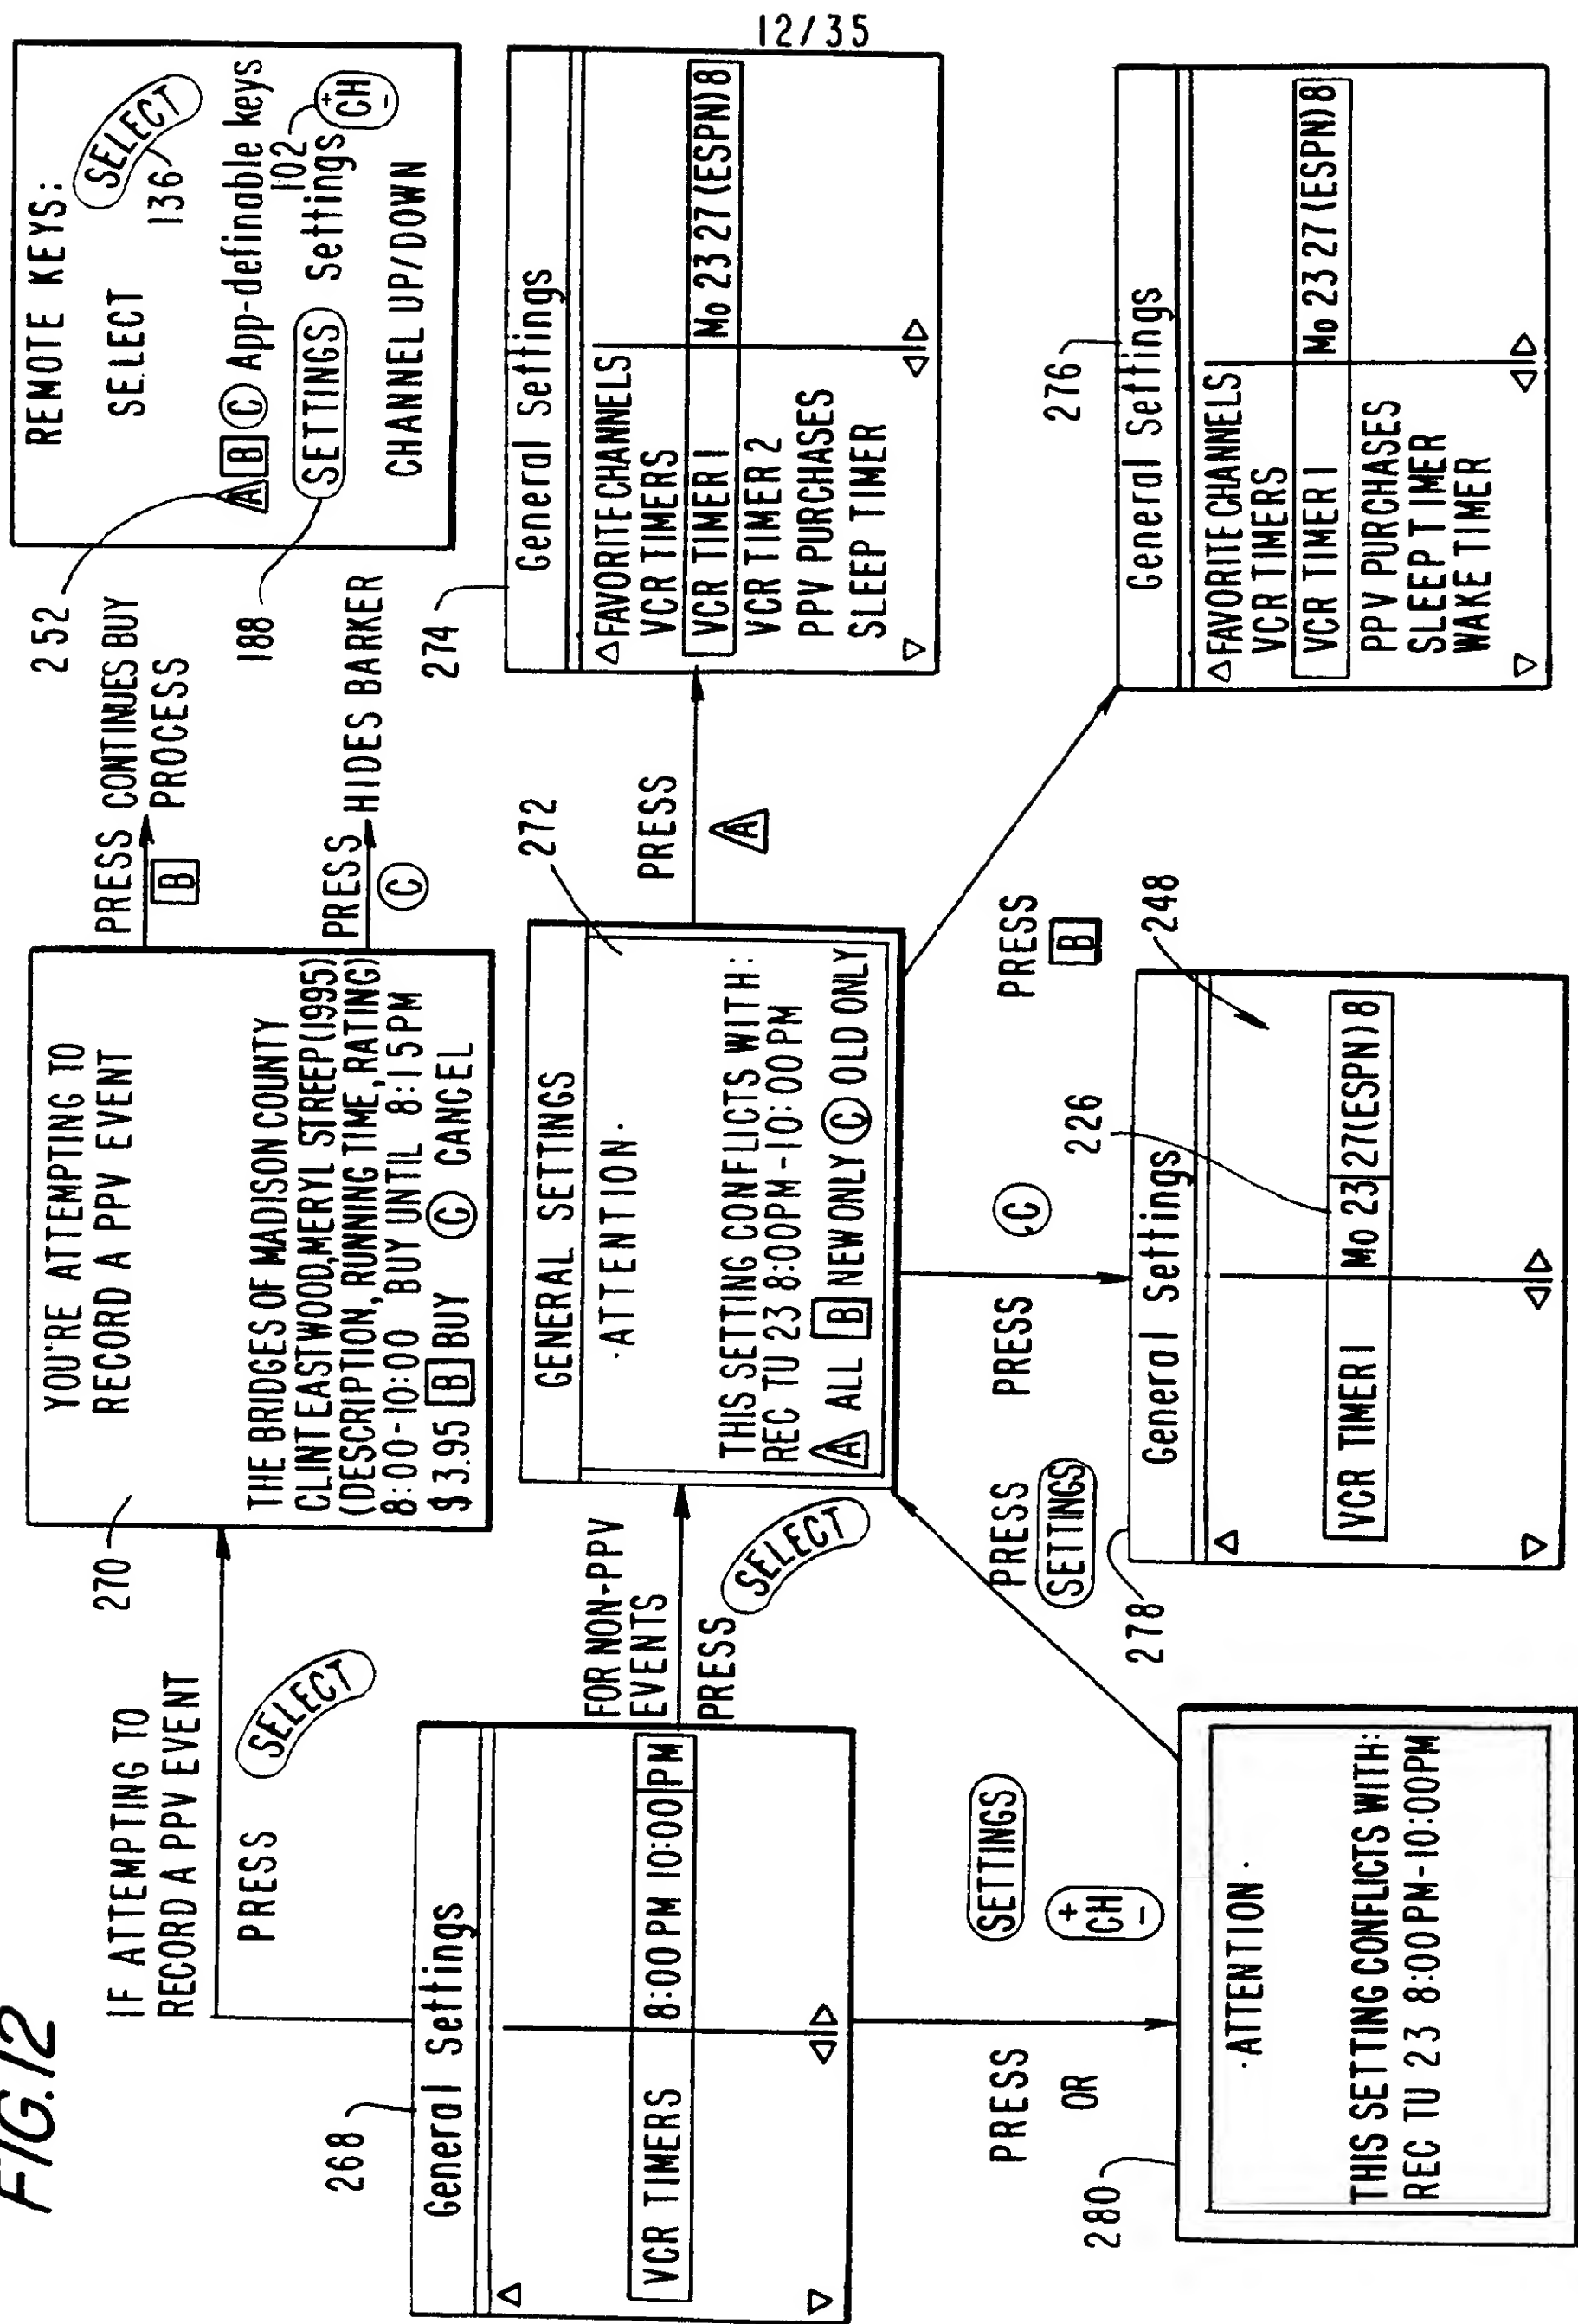 12/35
FIG.12
IF ATTEMPTING TO
RECORD A PPV EVENT
PRESS
SELECT
270
YOU'RE ATTEMPTING TO
RECORD A PPV EVENT
THE BRIDGES OF MADISON COUNTY
CLINT EASTWOOD, MERYL STREEP (1995)
(DESCRIPTION, RUNNING TIME, RATING)
8:00-10:00 BUY UNTIL 8:15PM
$3.95 B BUY C CANCEL
PRESS CONTINUES BUY
B PROCESS
PRESS HIDES BARKER
C
REMOTE KEYS:
SELECT SELECT
136
252
A B C App-definable keys
102
188
SETTINGS Settings + CH -
CHANNEL UP/DOWN
268
General Settings
VCR TIMERS 8:00PM 10:00 PM
FOR NON-PPV
EVENTS
PRESS
SELECT
GENERAL SETTINGS
272
·ATTENTION·
THIS SETTING CONFLICTS WITH:
REC TU 23 8:00PM-10:00PM
A ALL B NEW ONLY C OLD ONLY
PRESS
A
274
General Settings
FAVORITE CHANNELS
VCR TIMERS
VCR TIMER 1 Mo 23 27 (ESPN) 8
VCR TIMER 2
PPV PURCHASES
SLEEP TIMER
PRESS SETTINGS
OR + CH -
280
·ATTENTION·
THIS SETTING CONFLICTS WITH:
REC TU 23 8:00PM-10:00PM
PRESS
SETTINGS
PRESS C
278
226
General Settings
248
VCR TIMER 1 Mo 23 27(ESPN) 8
PRESS
B
276
General Settings
FAVORITE CHANNELS
VCR TIMERS
VCR TIMER 1 Mo 23 27 (ESPN) 8
PPV PURCHASES
SLEEP TIMER
WAKE TIMER